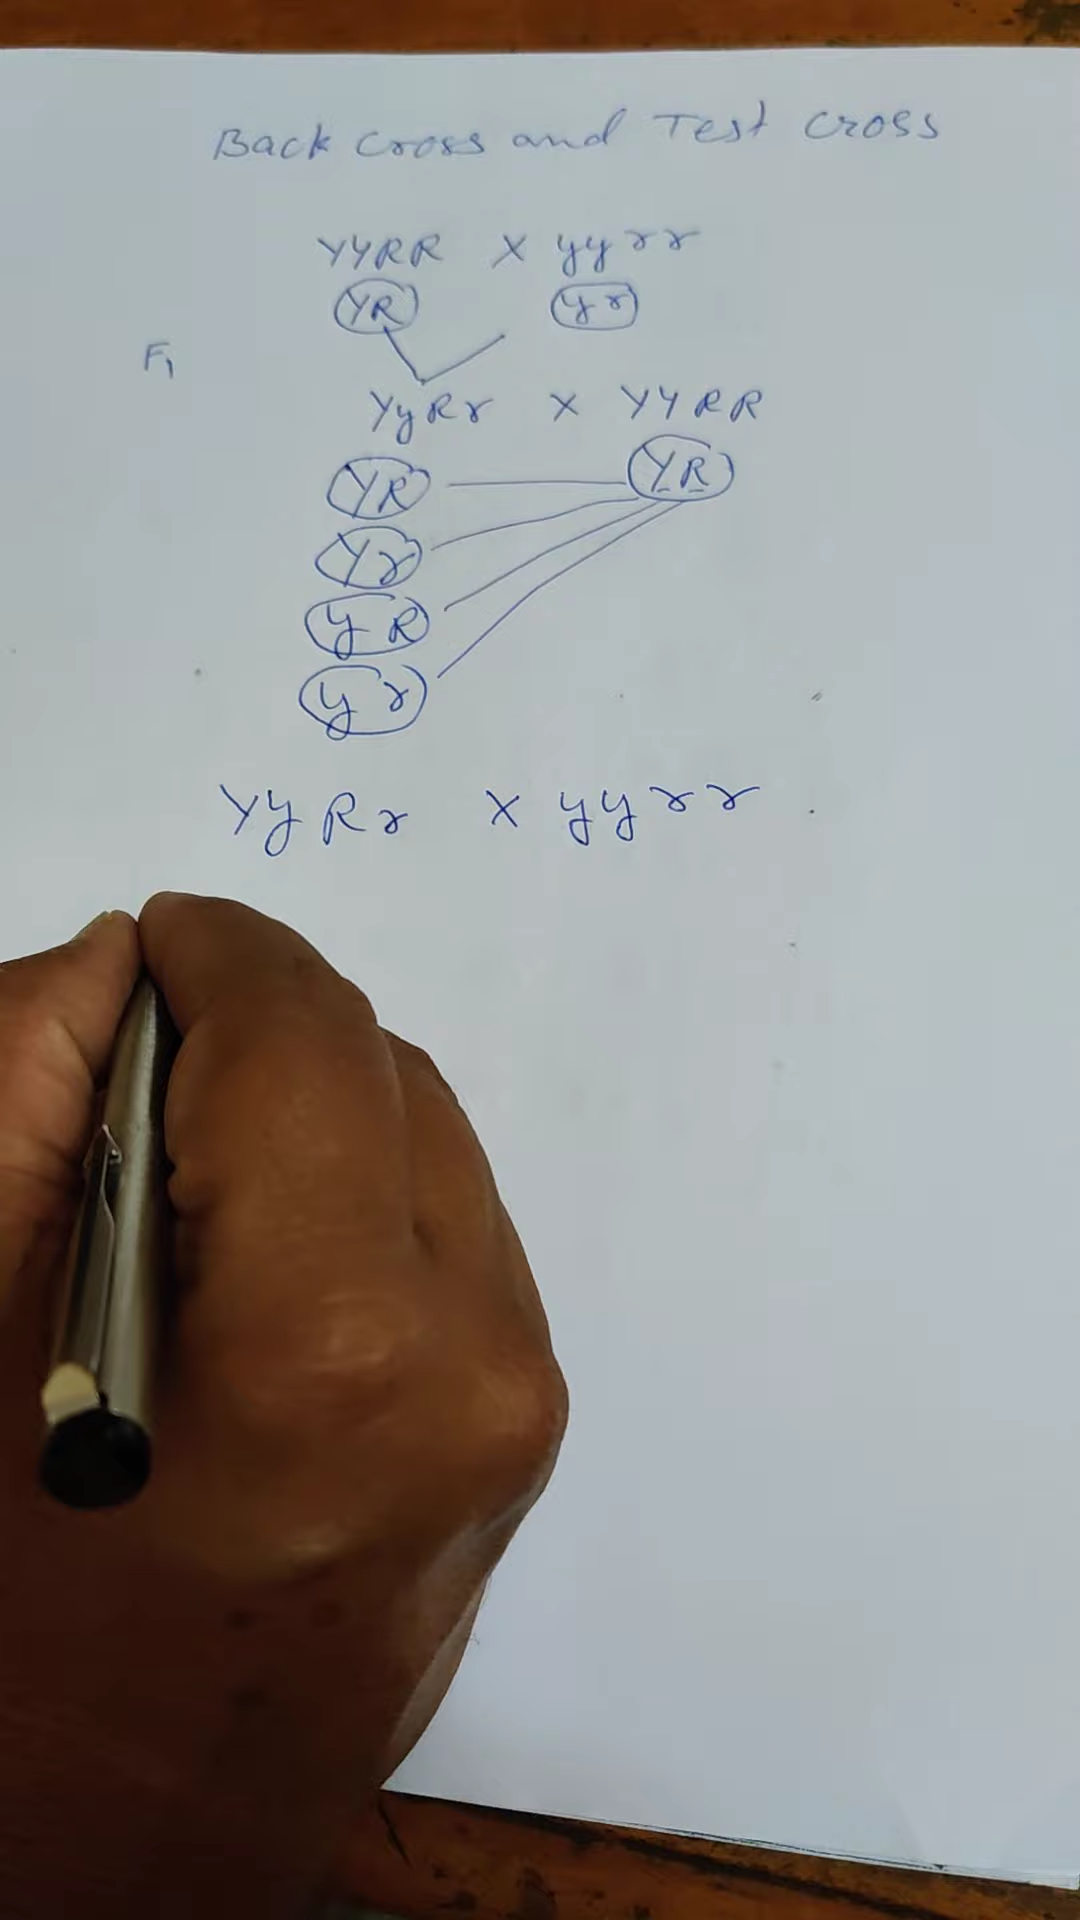 Back Cross and Test Cross
YYRR X yyrr
YR yr
F1
YyRr X YYRR
YR YR
Yr
yR
yr
YyRr X yyrr